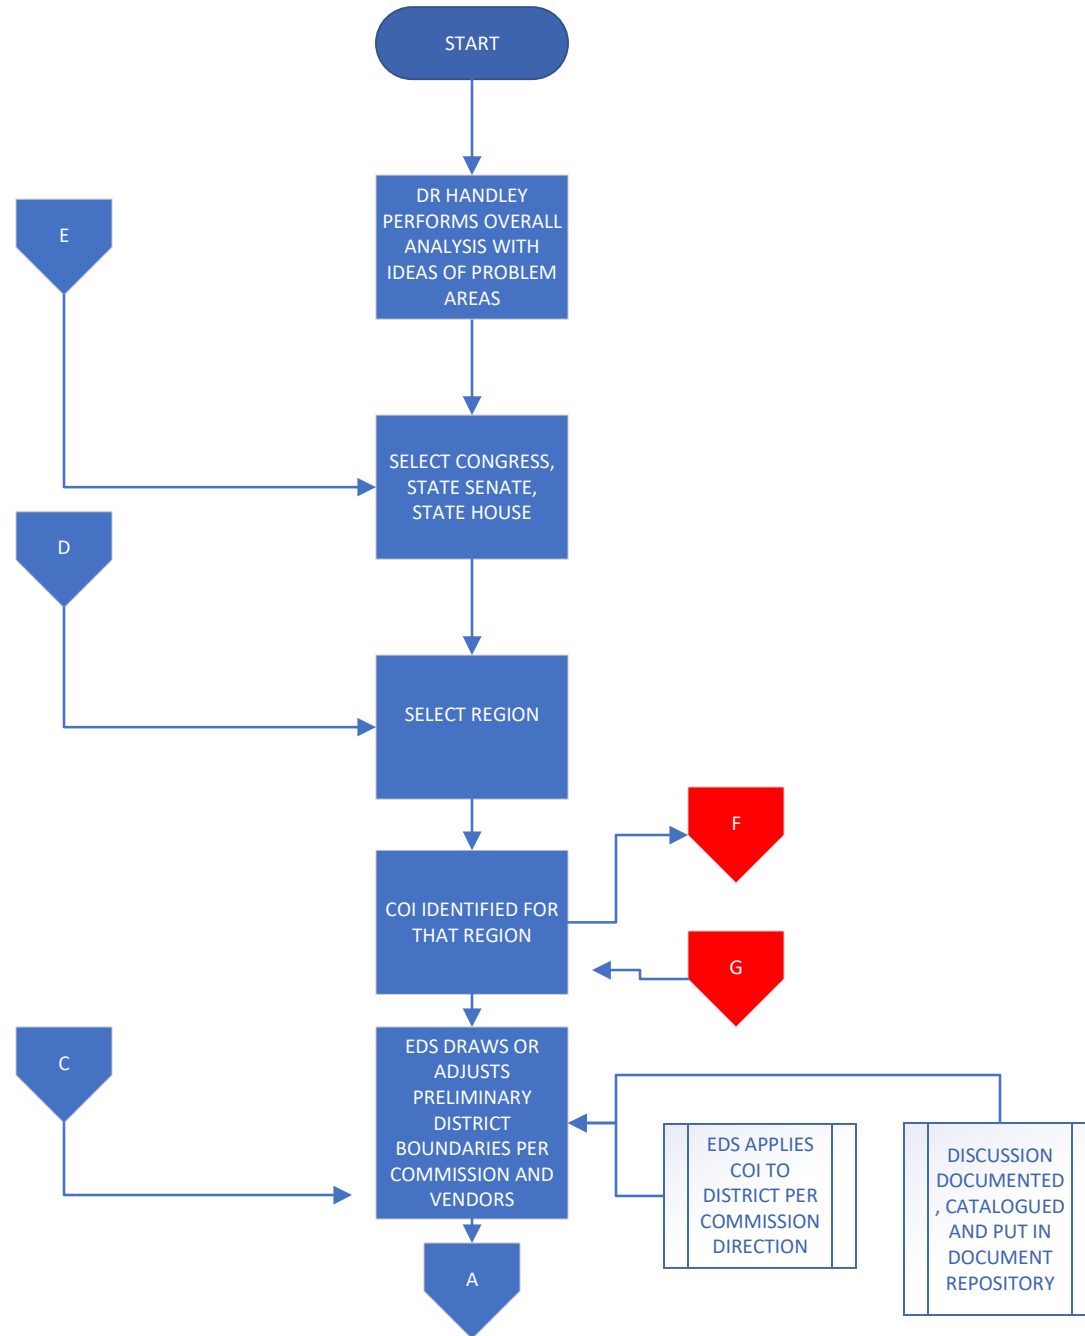 START
DR HANDLEY
PERFORMS OVERALL
ANALYSIS WITH
IDEAS OF PROBLEM
AREAS
E
SELECT CONGRESS,
STATE SENATE,
STATE HOUSE
D
SELECT REGION
F
COI IDENTIFIED FOR
THAT REGION
G
C
EDS DRAWS OR
ADJUSTS
PRELIMINARY
DISTRICT
BOUNDARIES PER
COMMISSION AND
VENDORS
EDS APPLIES
COI TO
DISTRICT PER
COMMISSION
DIRECTION
DISCUSSION
DOCUMENTED
, CATALOGUED
AND PUT IN
DOCUMENT
REPOSITORY
A